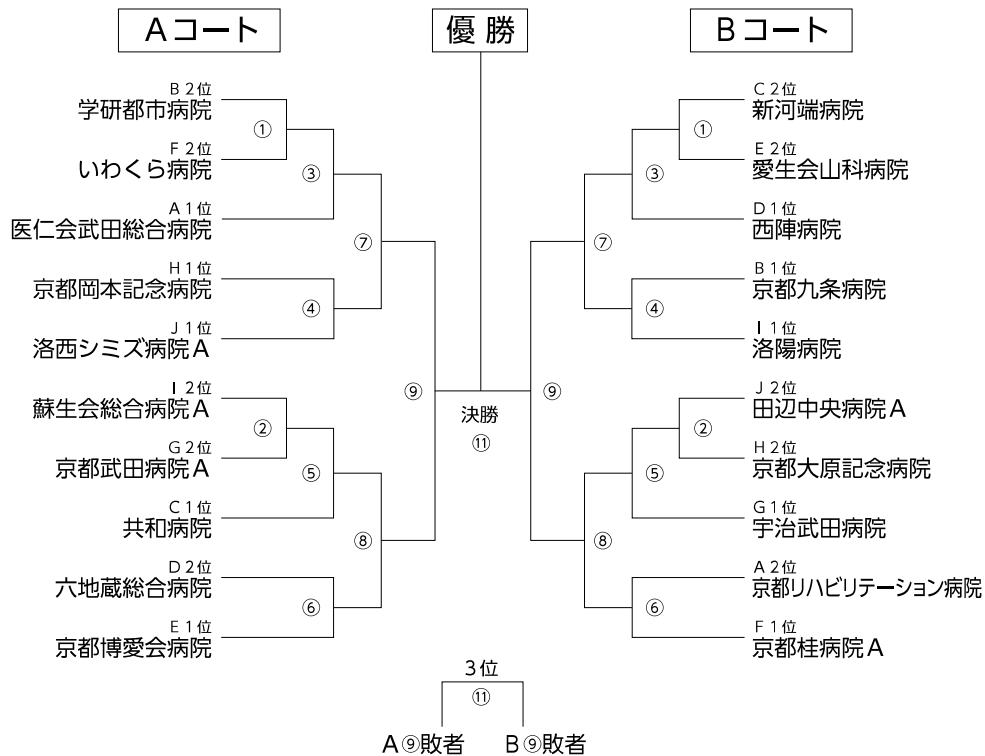 Aコート
優勝
Bコート
B 2位
学研都市病院
①
F 2位
いわくら病院
③
A 1位
医仁会武田総合病院
⑦
H 1位
京都岡本記念病院
④
J 1位
洛西シミズ病院A
⑨
I 2位
蘇生会総合病院A
②
G 2位
京都武田病院A
⑤
C 1位
共和病院
⑧
D 2位
六地蔵総合病院
⑥
E 1位
京都博愛会病院
決勝
⑪
C 2位
新河端病院
①
E 2位
愛生会山科病院
③
D 1位
西陣病院
⑦
B 1位
京都九条病院
④
I 1位
洛陽病院
⑨
J 2位
田辺中央病院A
②
H 2位
京都大原記念病院
⑤
G 1位
宇治武田病院
⑧
A 2位
京都リハビリテーション病院
⑥
F 1位
京都桂病院A
3位
⑪
A⑨敗者 B⑨敗者